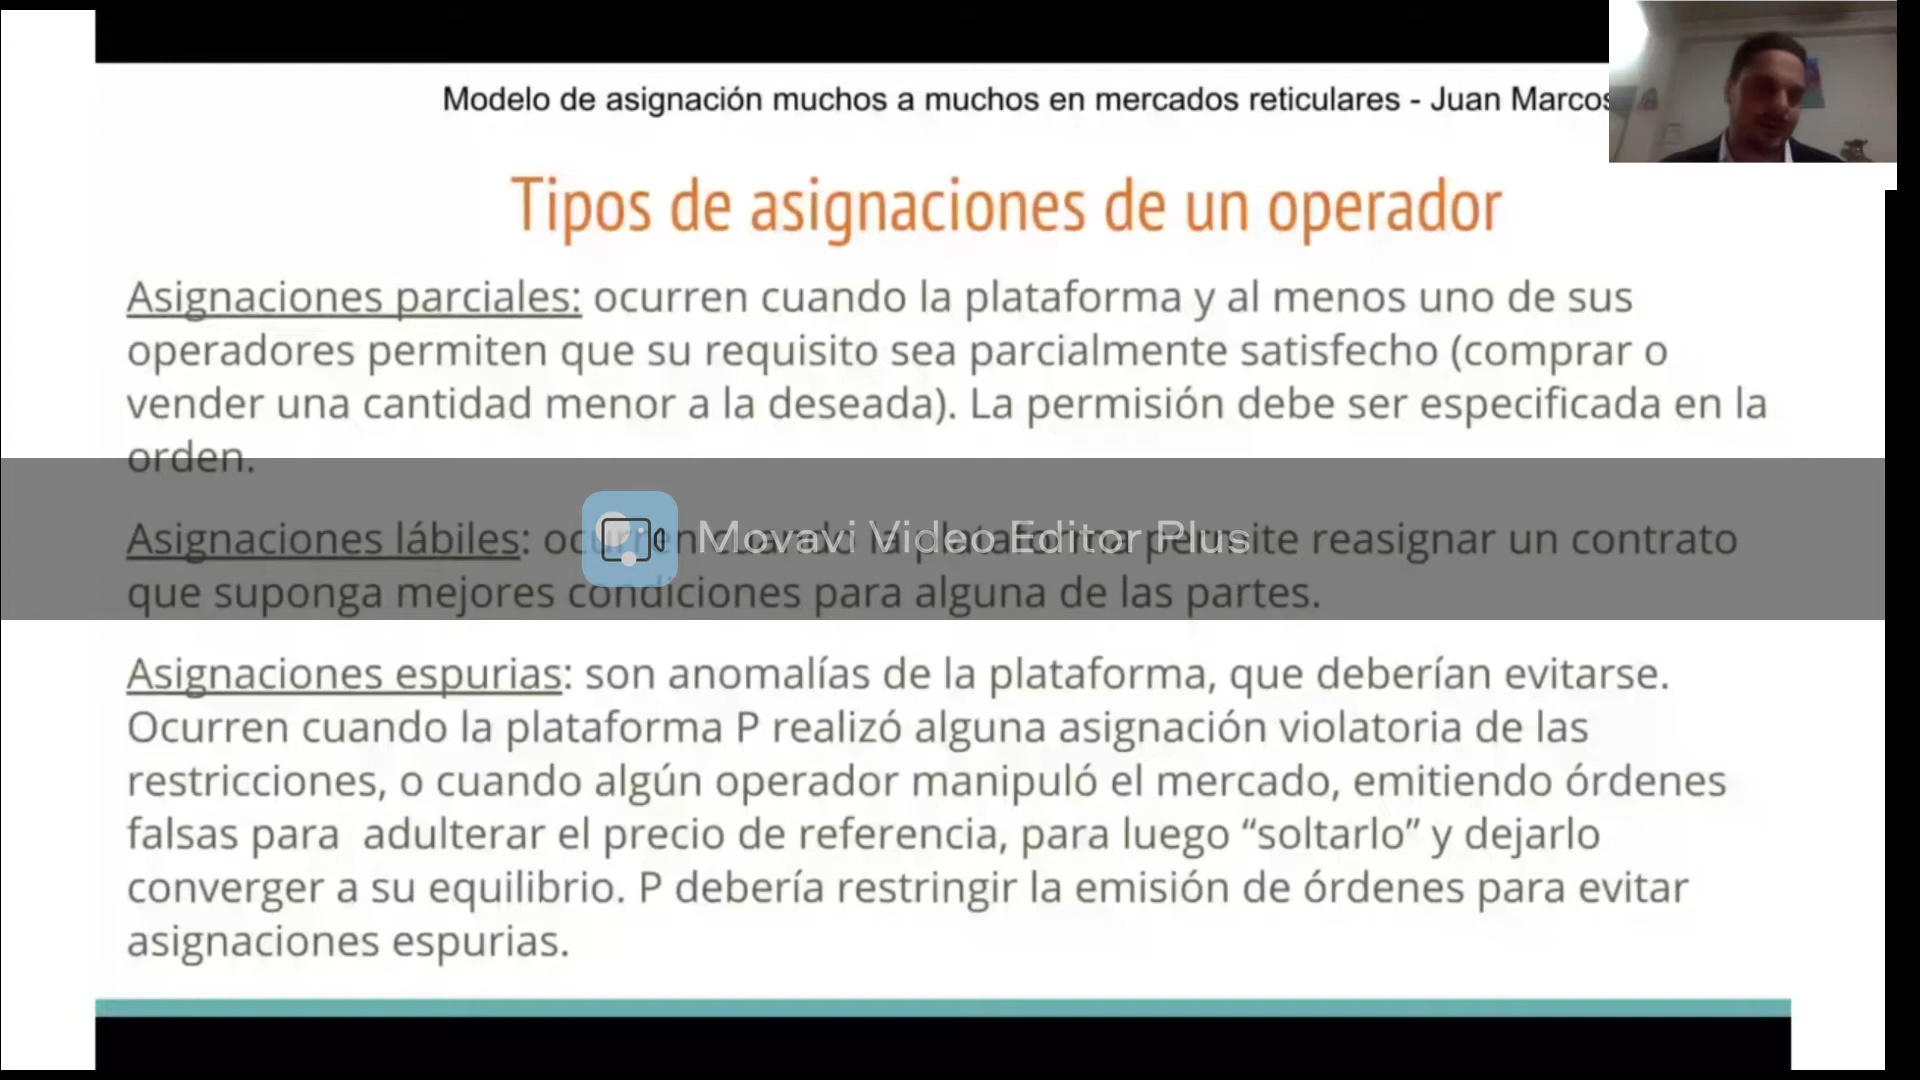 Modelo de asignación muchos a muchos en mercados reticulares - Juan Marcos
Tipos de asignaciones de un operador
Asignaciones parciales: ocurren cuando la plataforma y al menos uno de sus
operadores permiten que su requisito sea parcialmente satisfecho (comprar o
vender una cantidad menor a la deseada). La permisión debe ser especificada en la
orden.
Asignaciones lábiles: ocurren cuando la plataforma permite reasignar un contrato
Movavi Video Editor Plus
que suponga mejores condiciones para alguna de las partes.
Asignaciones espurias: son anomalías de la plataforma, que deberían evitarse.
Ocurren cuando la plataforma P realizó alguna asignación violatoria de las
restricciones, o cuando algún operador manipuló el mercado, emitiendo órdenes
falsas para  adulterar el precio de referencia, para luego “soltarlo” y dejarlo
converger a su equilibrio. P debería restringir la emisión de órdenes para evitar
asignaciones espurias.